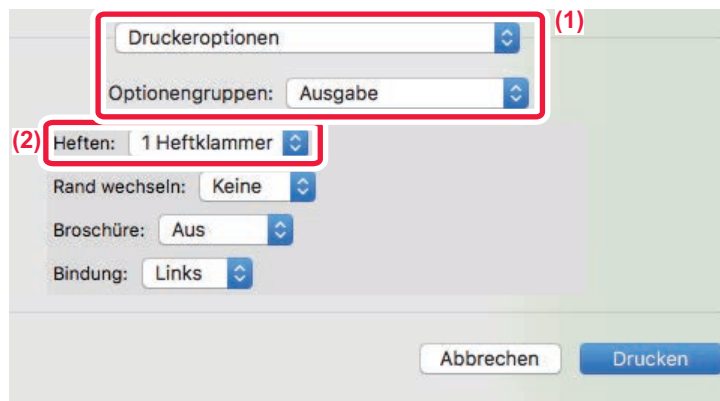 (1)
Druckeroptionen
Optionengruppen: Ausgabe
(2) Heften: 1 Heftklammer
Rand wechseln: Keine
Broschüre: Aus
Bindung: Links
Abbrechen Drucken